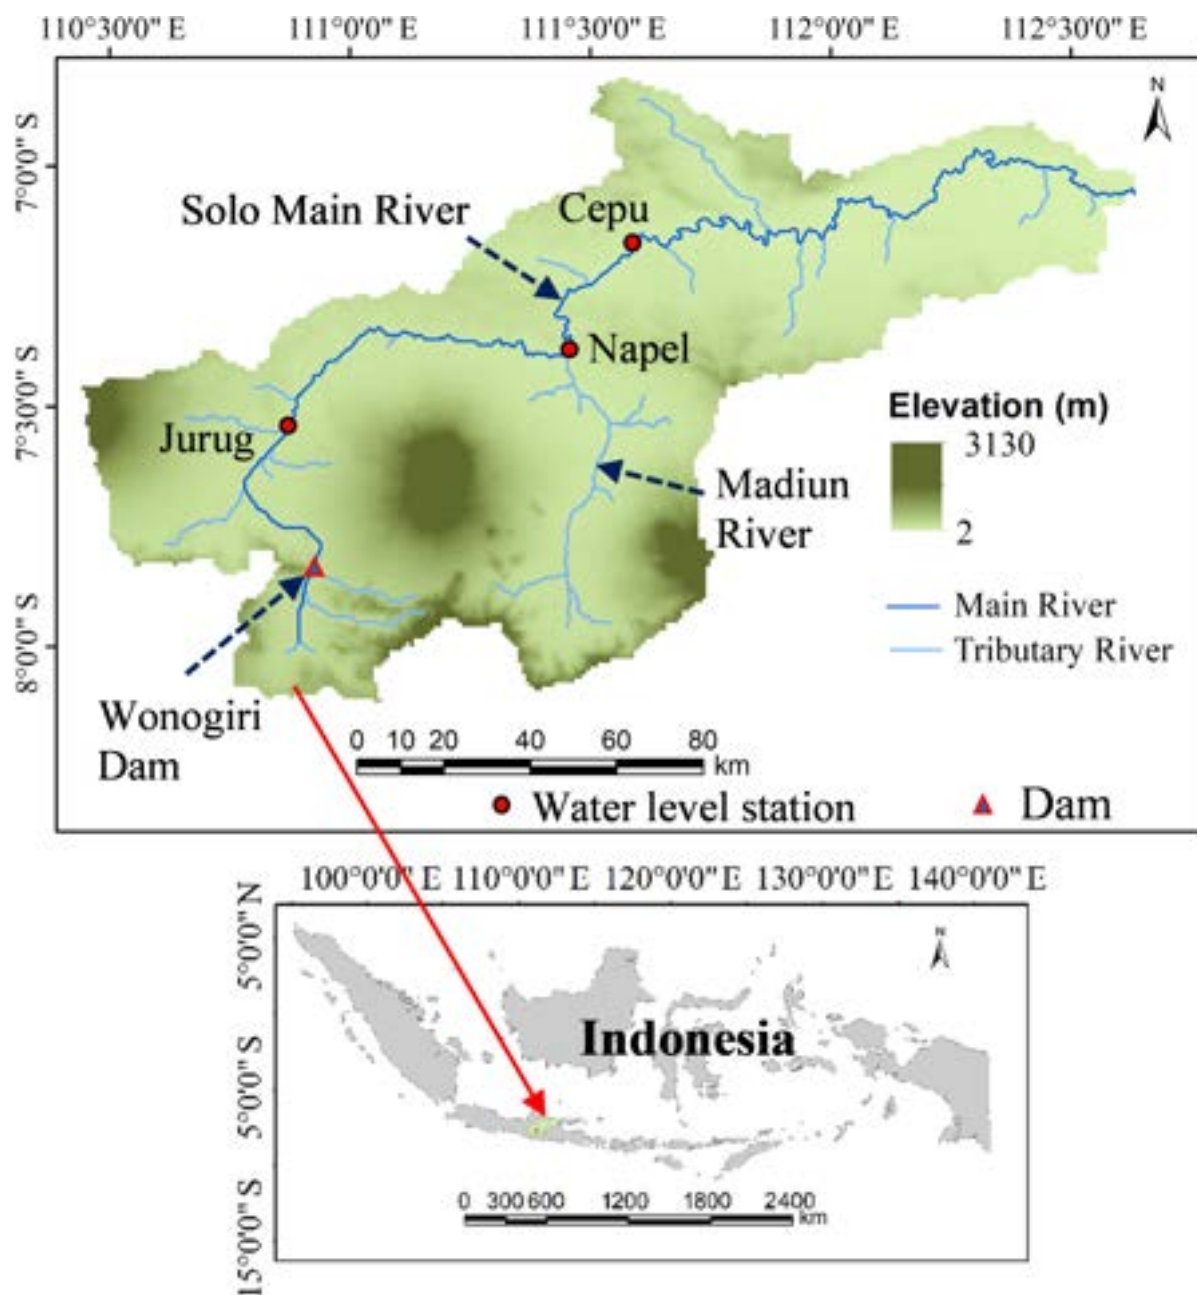 110°30'0" E 111°0'0" E 111°30'0" E 112°0'0" E 112°30'0" E
N
7°0'0" S
Solo Main River
Cepu
Napel
7°30'0" S
Jurug
Elevation (m)
3130
2
Madiun
River
Main River
Tributary River
8°0'0" S
Wonogiri
Dam
0 10 20 40 60 80
km
Water level station
Dam
100°0'0" E 110°0'0" E 120°0'0" E 130°0'0" E 140°0'0" E
5°0'0" N
N
Indonesia
5°0'0" S
0 300 600 1200 1800 2400
km
15°0'0" S